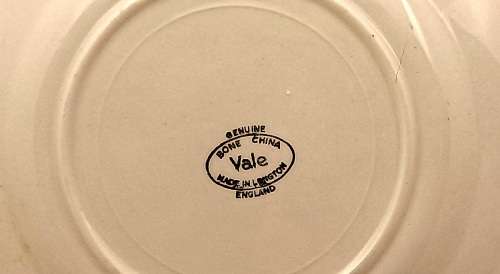 GENUINE
BONE CHINA
Vale
MADE IN LONGTON
ENGLAND